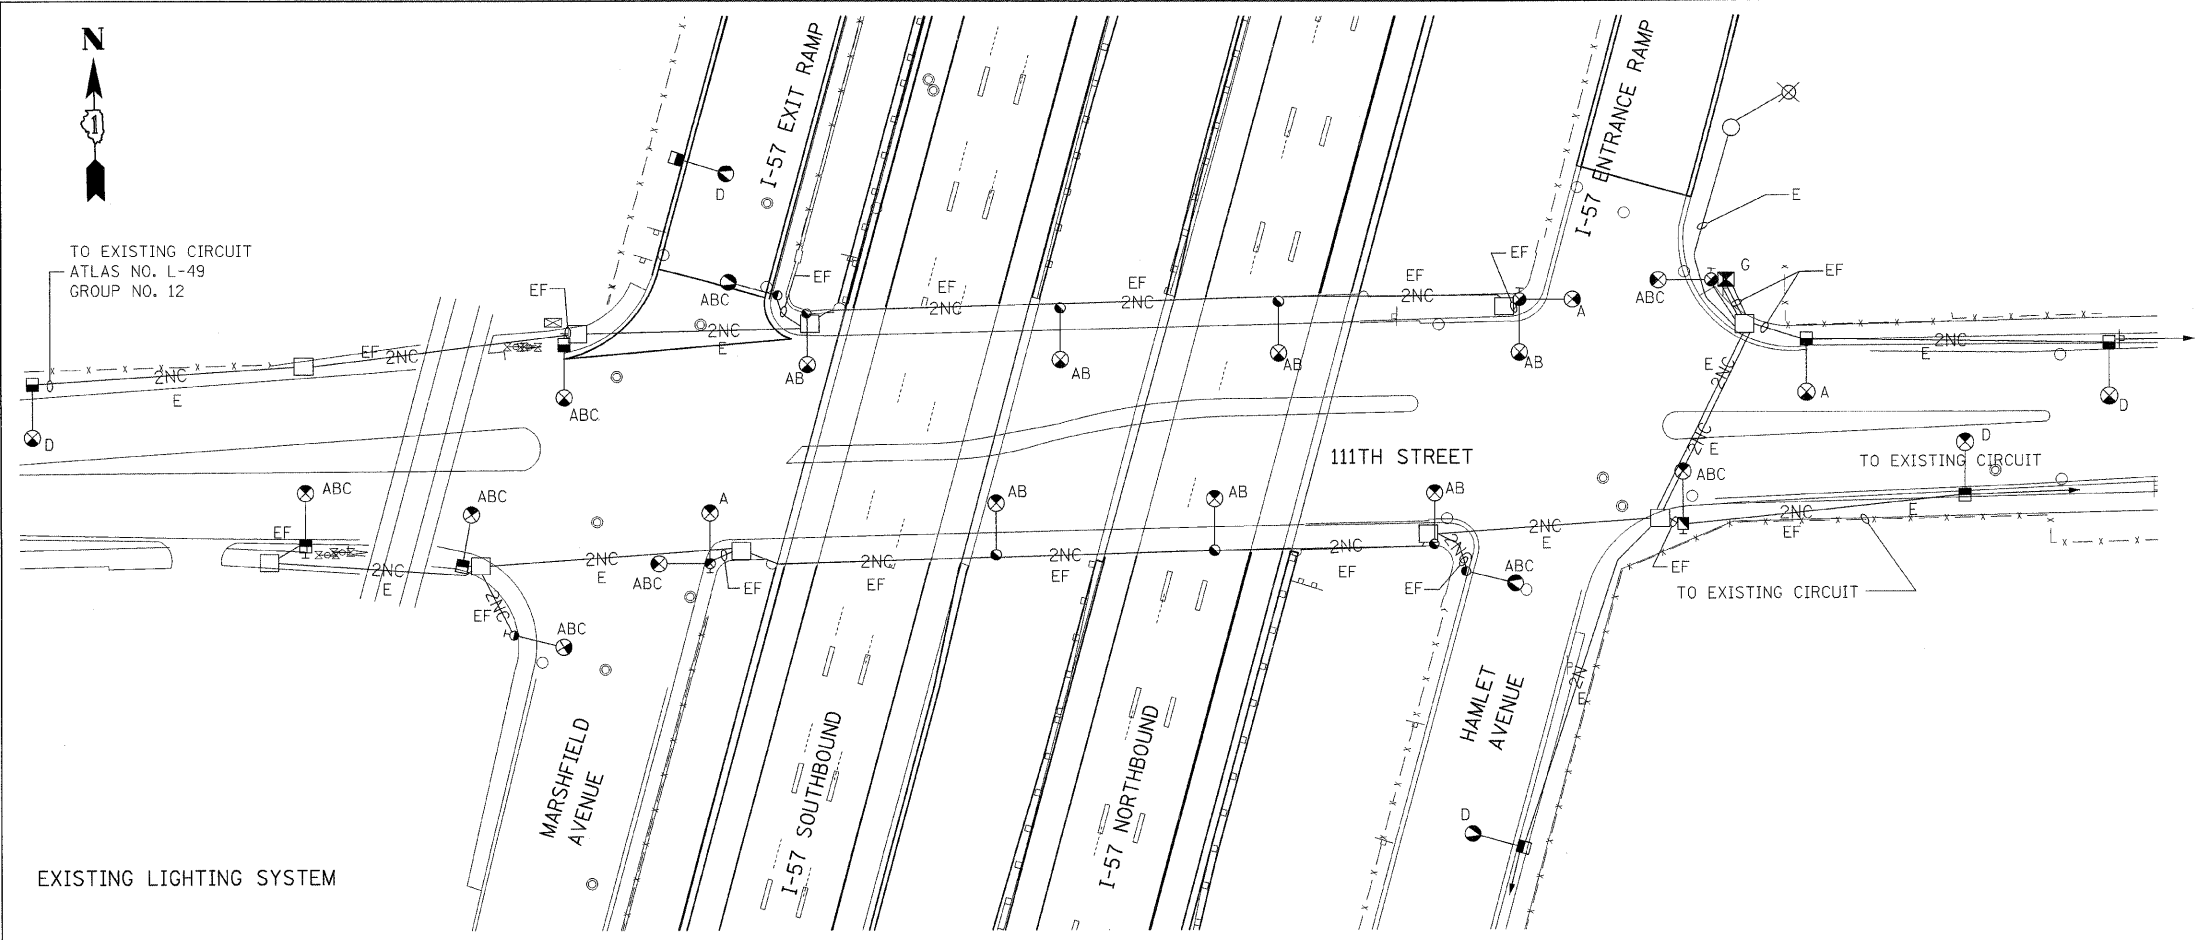 N
1
TO EXISTING CIRCUIT
ATLAS NO. L-49
GROUP NO. 12
I-57 EXIT RAMP
I-57 ENTRANCE RAMP
D
E
EF
EF
EF
EF
EF
EF
G
EF
ABC
ABC
2NC
2NC
2NC
A
EF
2NC
2NC
E
AB
AB
AB
AB
2NC
E
2NC
E
E
2NC
A
D
ABC
D
2NC
E
111TH STREET
D
TO EXISTING CIRCUIT
ABC
ABC
ABC
A
AB
AB
AB
EF
2NC
E
2NC
E
ABC
EF
2NC
EF
2NC
EF
2NC
EF
2NC
EF
ABC
2NC
E
2NC
EF
E
EF
TO EXISTING CIRCUIT
2NC
EF
ABC
2N
E
MARSHFIELD
AVENUE
I-57 SOUTHBOUND
I-57 NORTHBOUND
HAMLET
AVENUE
D
EXISTING LIGHTING SYSTEM